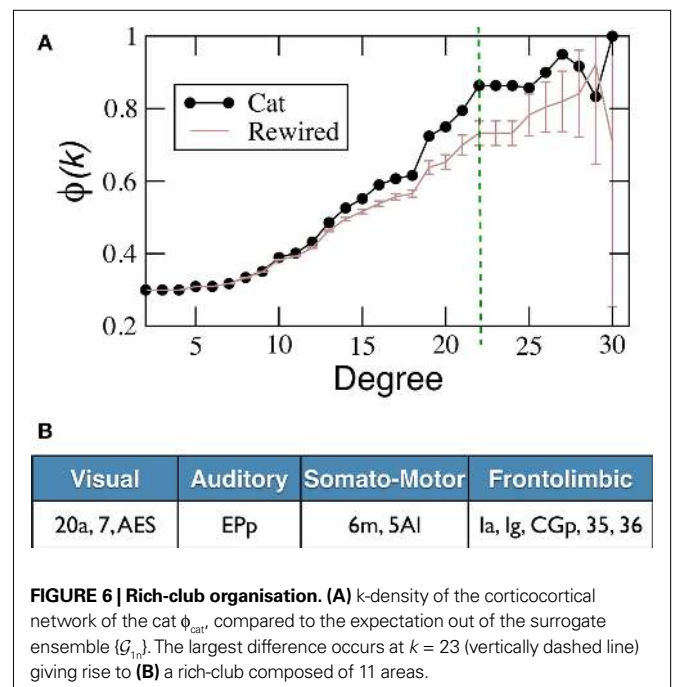 A
1
0.8
0.6
0.4
0.2
ϕ(k)
Cat
Rewired
5 10 15 20 25 30
Degree
B
Visual Auditory Somato-Motor Frontolimbic
20a, 7, AES EPp 6m, 5Al Ia, Ig, CGp, 35, 36
FIGURE 6 | Rich-club organisation. (A) k-density of the corticocortical
network of the cat ϕcat, compared to the expectation out of the surrogate
ensemble {𝒢1n}. The largest difference occurs at k = 23 (vertically dashed line)
giving rise to (B) a rich-club composed of 11 areas.